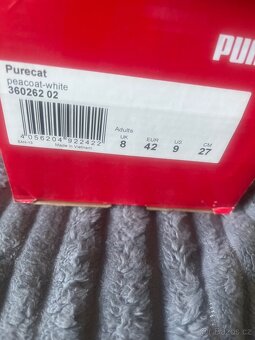 PUM
Purecat
peacoat-white
360262 02
Adults
UK EUR US CM
8 42 9 27
4 056204 922422
Made in Vietnam